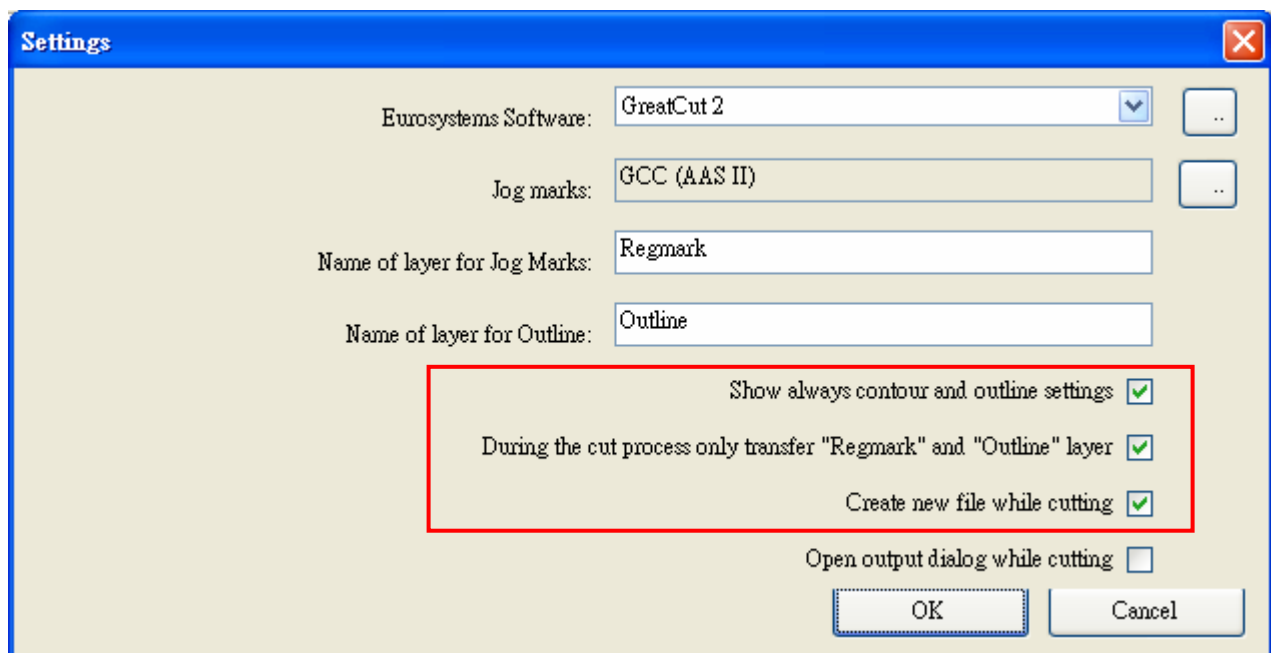 Settings
Eurosystems Software: GreatCut 2 ..
Jog marks: GCC (AAS II) ..
Name of layer for Jog Marks: Regmark
Name of layer for Outline: Outline
Show always contour and outline settings
During the cut process only transfer "Regmark" and "Outline" layer
Create new file while cutting
Open output dialog while cutting
OK Cancel